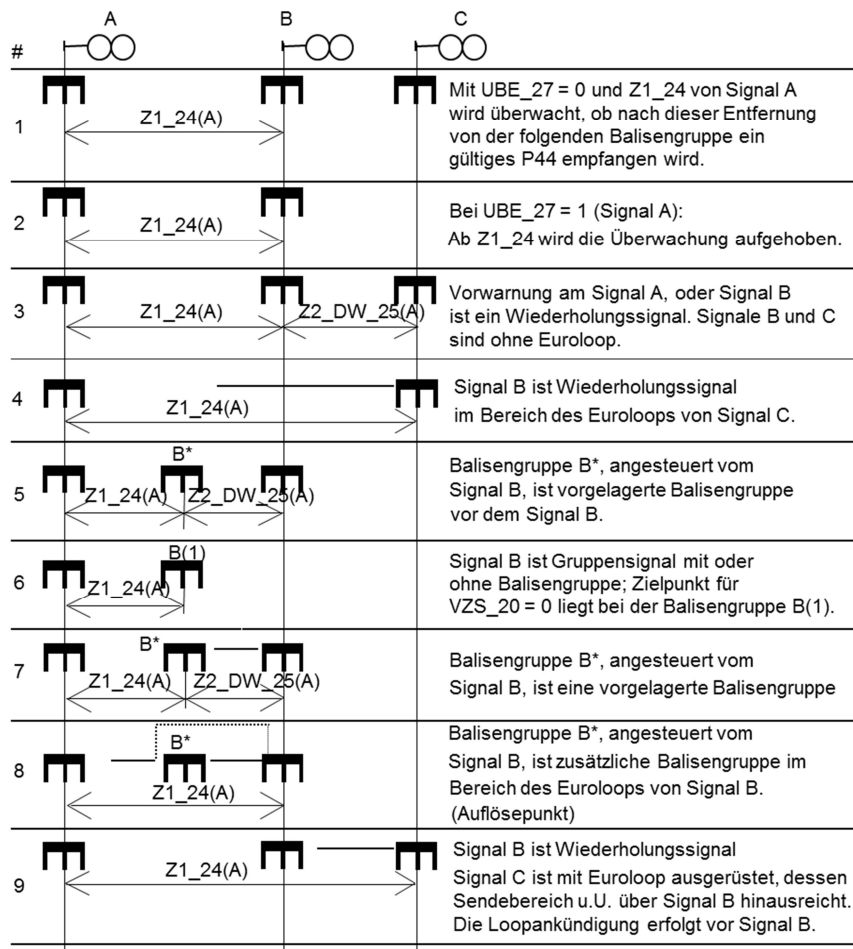 A B C
#
1
Z1_24(A)
Mit UBE_27 = 0 und Z1_24 von Signal A
wird überwacht, ob nach dieser Entfernung
von der folgenden Balisengruppe ein
gültiges P44 empfangen wird.
2
Z1_24(A)
Bei UBE_27 = 1 (Signal A):
Ab Z1_24 wird die Überwachung aufgehoben.
3
Z1_24(A) Z2_DW_25(A)
Vorwarnung am Signal A, oder Signal B
ist ein Wiederholungssignal. Signale B und C
sind ohne Euroloop.
4
Z1_24(A)
Signal B ist Wiederholungssignal
im Bereich des Euroloops von Signal C.
5
B*
Z1_24(A) Z2_DW_25(A)
Balisengruppe B*, angesteuert vom
Signal B, ist vorgelagerte Balisengruppe
vor dem Signal B.
6
B(1)
Z1_24(A)
Signal B ist Gruppensignal mit oder
ohne Balisengruppe; Zielpunkt für
VZS_20 = 0 liegt bei der Balisengruppe B(1).
7
B*
Z1_24(A) Z2_DW_25(A)
Balisengruppe B*, angesteuert vom
Signal B, ist eine vorgelagerte Balisengruppe
8
B*
Z1_24(A)
Balisengruppe B*, angesteuert vom
Signal B, ist zusätzliche Balisengruppe im
Bereich des Euroloops von Signal B.
(Auflösepunkt)
9
Z1_24(A)
Signal B ist Wiederholungssignal
Signal C ist mit Euroloop ausgerüstet, dessen
Sendebereich u.U. über Signal B hinausreicht.
Die Loopankündigung erfolgt vor Signal B.